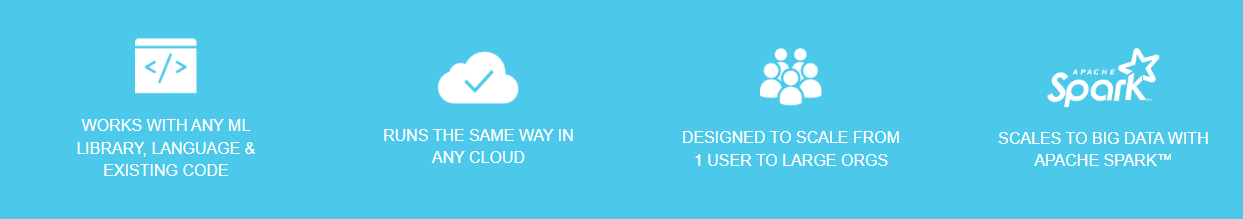 </>
WORKS WITH ANY ML
LIBRARY, LANGUAGE &
EXISTING CODE
RUNS THE SAME WAY IN
ANY CLOUD
DESIGNED TO SCALE FROM
1 USER TO LARGE ORGS
APACHE
Spark™
SCALES TO BIG DATA WITH
APACHE SPARK™